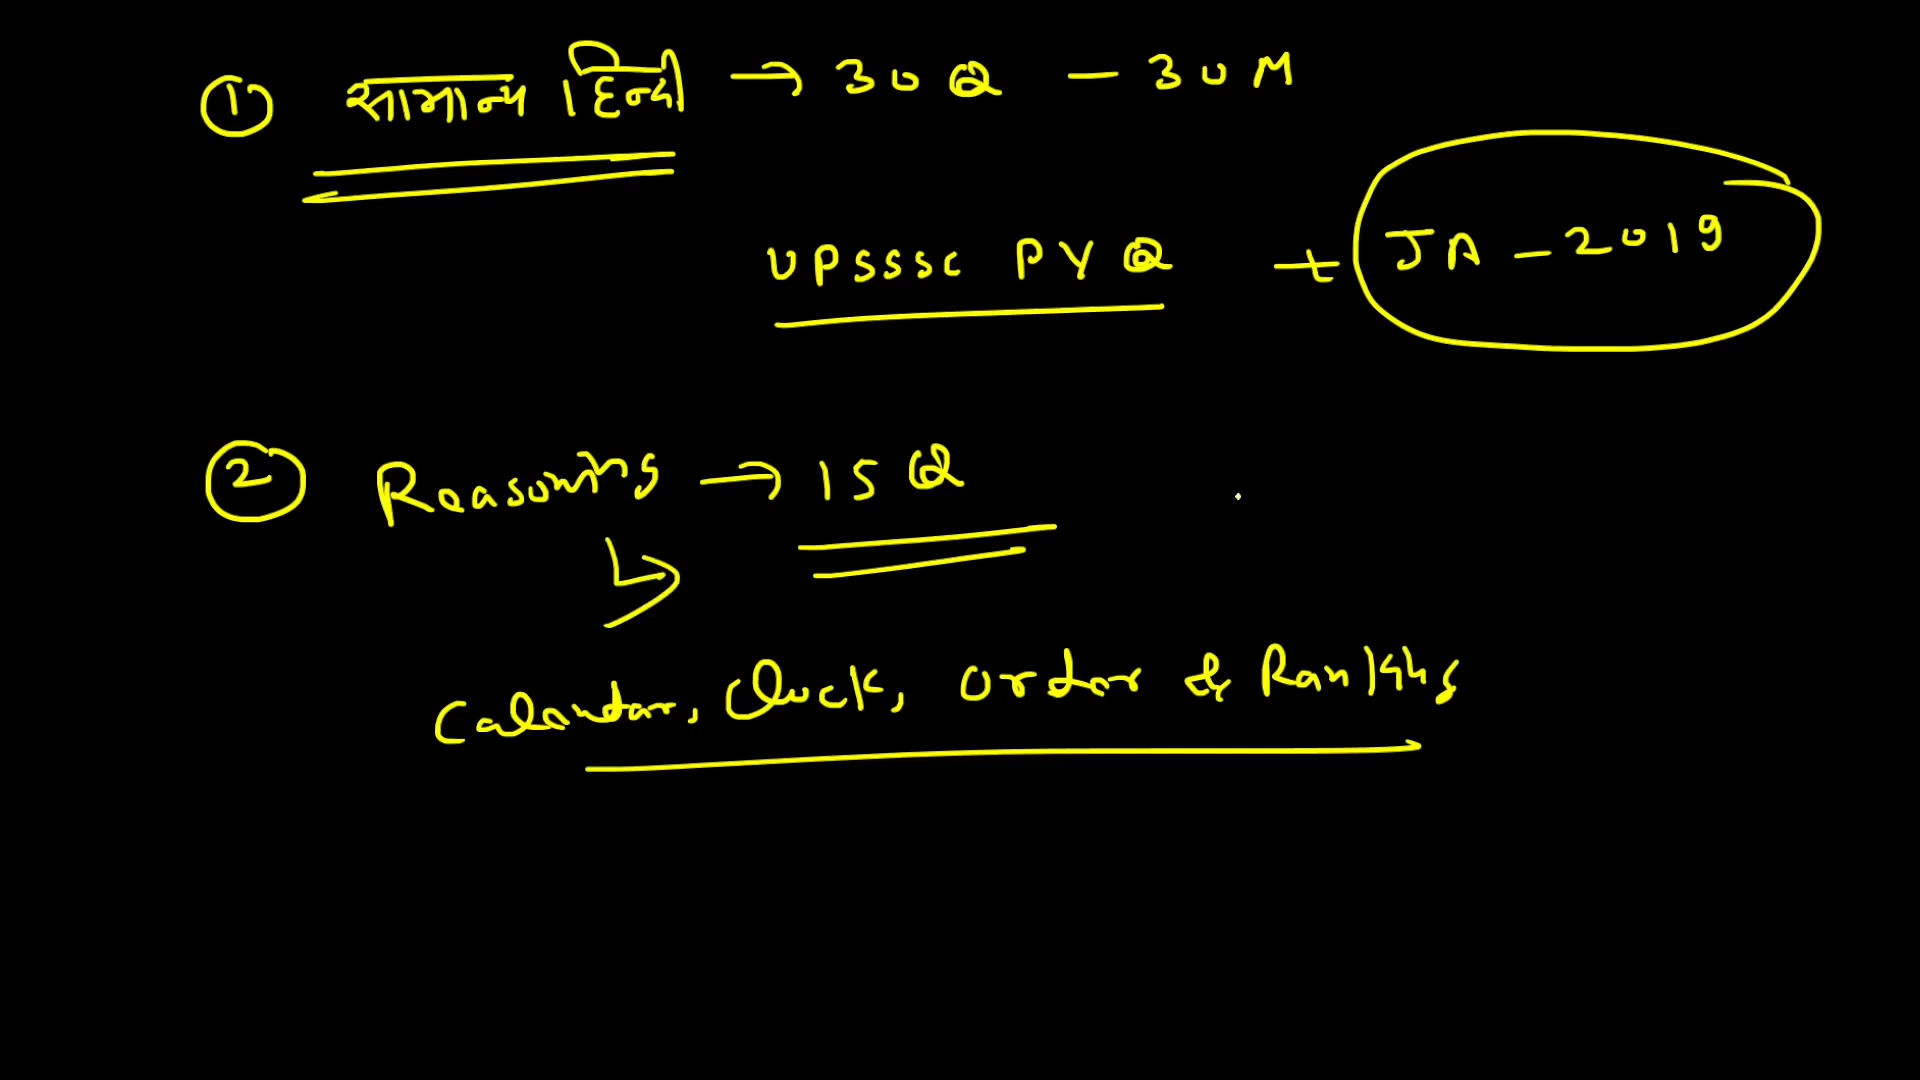 ① सामान्य हिन्दी → 30 Q - 30 M
UPSSSC PYQ + JA - 2019
② Reasoning → 15 Q
Calendar, Clock, Order & Ranking